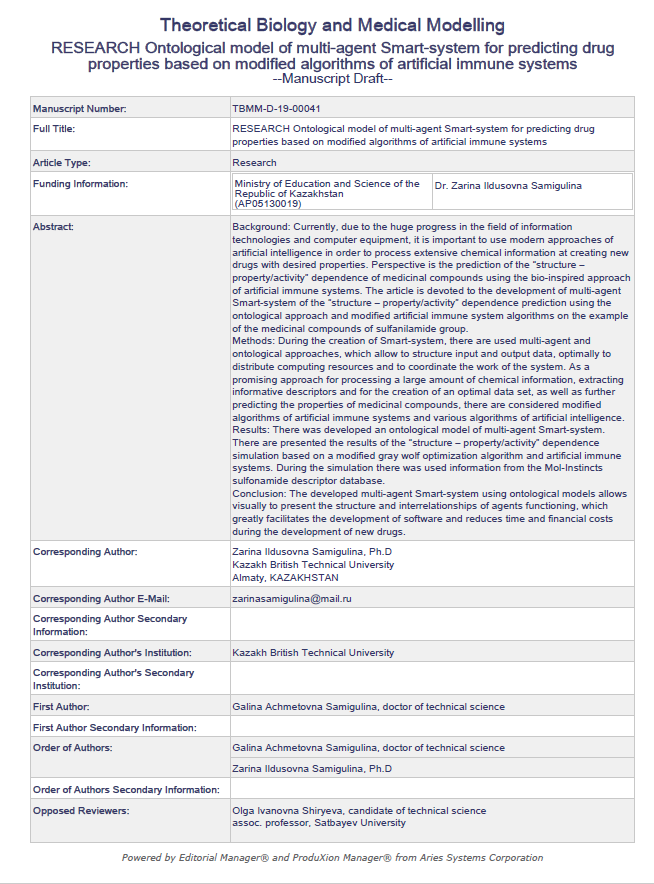 Theoretical Biology and Medical Modelling
RESEARCH Ontological model of multi-agent Smart-system for predicting drug
properties based on modified algorithms of artificial immune systems
--Manuscript Draft--
Manuscript Number: TBMM-D-19-00041
Full Title: RESEARCH Ontological model of multi-agent Smart-system for predicting drug
properties based on modified algorithms of artificial immune systems
Article Type: Research
Funding Information: Ministry of Education and Science of the Dr. Zarina Ildusovna Samigulina
Republic of Kazakhstan
(AP05130019)
Abstract: Background: Currently, due to the huge progress in the field of information
technologies and computer equipment, it is important to use modern approaches of
artificial intelligence in order to process extensive chemical information at creating new
drugs with desired properties. Perspective is the prediction of the “structure –
property/activity” dependence of medicinal compounds using the bio-inspired approach
of artificial immune systems. The article is devoted to the development of multi-agent
Smart-system of the “structure – property/activity” dependence prediction using the
ontological approach and modified artificial immune system algorithms on the example
of the medicinal compounds of sulfanilamide group.
Methods: During the creation of Smart-system, there are used multi-agent and
ontological approaches, which allow to structure input and output data, optimally to
distribute computing resources and to coordinate the work of the system. As a
promising approach for processing a large amount of chemical information, extracting
informative descriptors and for the creation of an optimal data set, as well as further
predicting the properties of medicinal compounds, there are considered modified
algorithms of artificial immune systems and various algorithms of artificial intelligence.
Results: There was developed an ontological model of multi-agent Smart-system.
There are presented the results of the “structure – property/activity” dependence
simulation based on a modified gray wolf optimization algorithm and artificial immune
systems. During the simulation there was used information from the Mol-Instincts
sulfonamide descriptor database.
Conclusion: The developed multi-agent Smart-system using ontological models allows
visually to present the structure and interrelationships of agents functioning, which
greatly facilitates the development of software and reduces time and financial costs
during the development of new drugs.
Corresponding Author: Zarina Ildusovna Samigulina, Ph.D
Kazakh British Technical University
Almaty, KAZAKHSTAN
Corresponding Author E-Mail: zarinasamigulina@mail.ru
Corresponding Author Secondary
Information:
Corresponding Author's Institution: Kazakh British Technical University
Corresponding Author's Secondary
Institution:
First Author: Galina Achmetovna Samigulina, doctor of technical science
First Author Secondary Information:
Order of Authors: Galina Achmetovna Samigulina, doctor of technical science
Zarina Ildusovna Samigulina, Ph.D
Order of Authors Secondary Information:
Opposed Reviewers: Olga Ivanovna Shiryeva, candidate of technical science
assoc. professor, Satbayev University
Powered by Editorial Manager® and ProduXion Manager® from Aries Systems Corporation